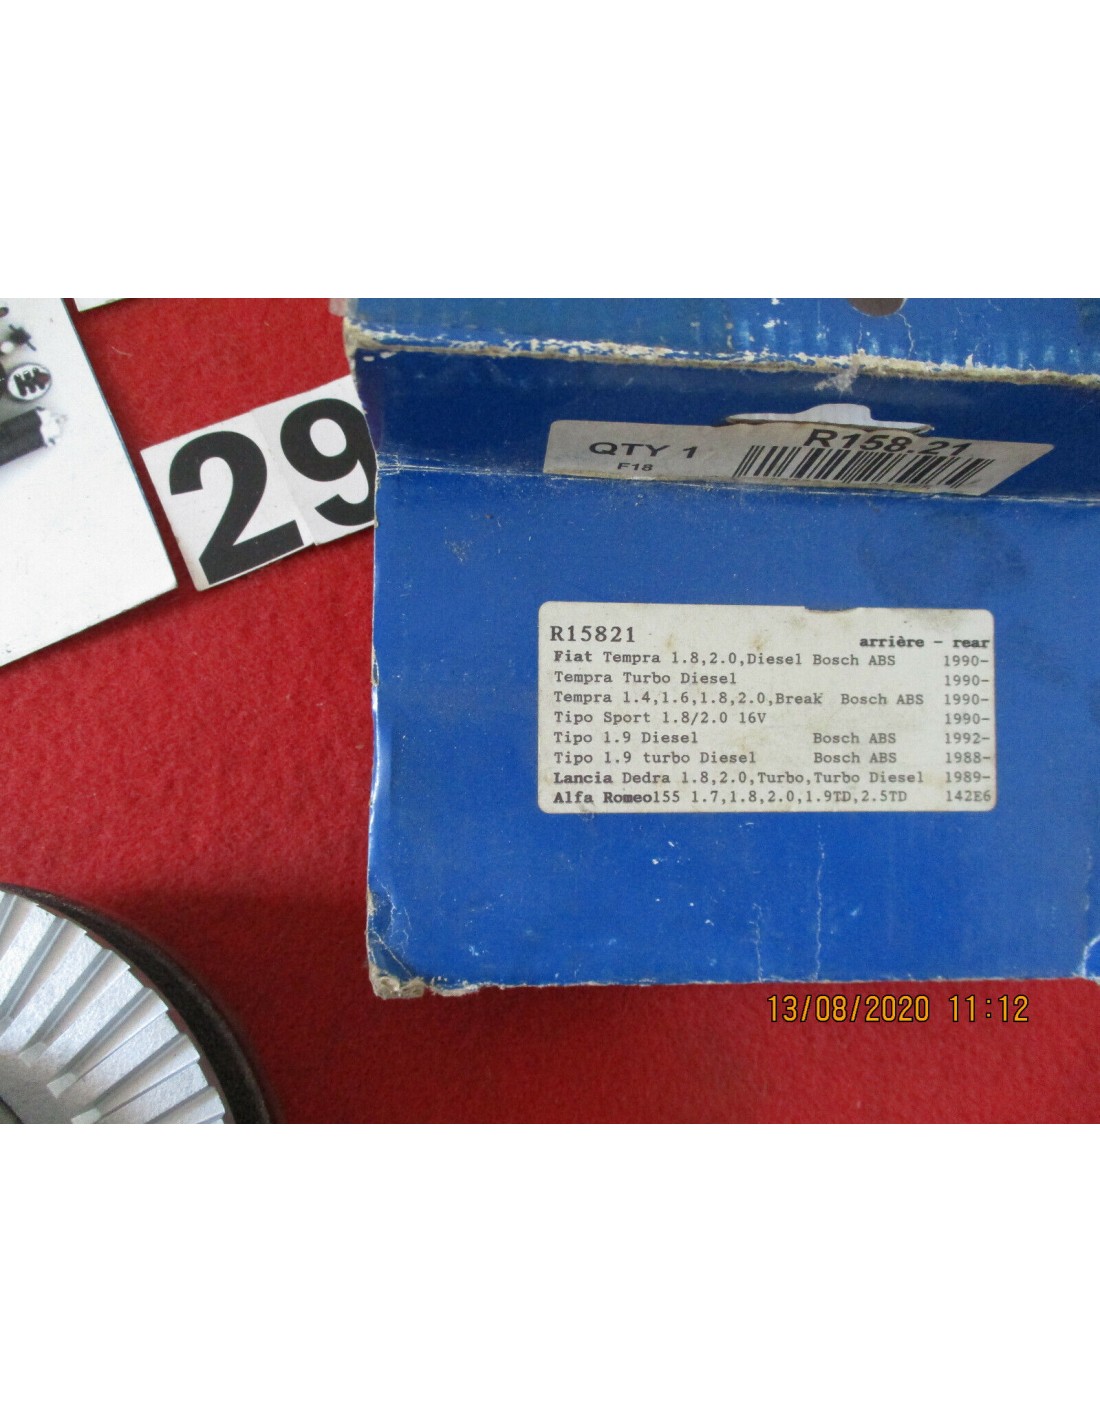 29
QTY 1
F18
R158.21
R15821
arrière - rear
Fiat Tempra 1.8,2.0,Diesel Bosch ABS 1990-
Tempra Turbo Diesel 1990-
Tempra 1.4,1.6,1.8,2.0,Break Bosch ABS 1990-
Tipo Sport 1.8/2.0 16V 1990-
Tipo 1.9 Diesel Bosch ABS 1992-
Tipo 1.9 turbo Diesel Bosch ABS 1988-
Lancia Dedra 1.8,2.0,Turbo,Turbo Diesel 1989-
Alfa Romeo155 1.7,1.8,2.0,1.9TD,2.5TD 142E6
13/08/2020 11:12